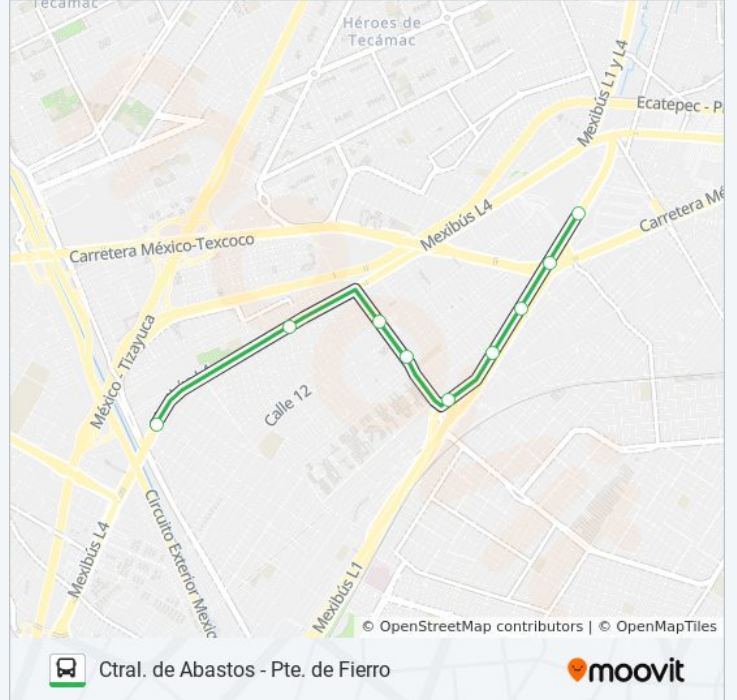 Tecámac
Héroes de
Tecámac
Mexibús L1 y L4
Ecatepec - P
Carretera Mé
Mexibús L4
Carretera México-Texcoco
México - Tizayuca
Calle 12
Mexibús L4
Circuito Exterior Mexiq
Mexibús L1
© OpenStreetMap contributors | © OpenMapTiles
Ctral. de Abastos - Pte. de Fierro
moovit